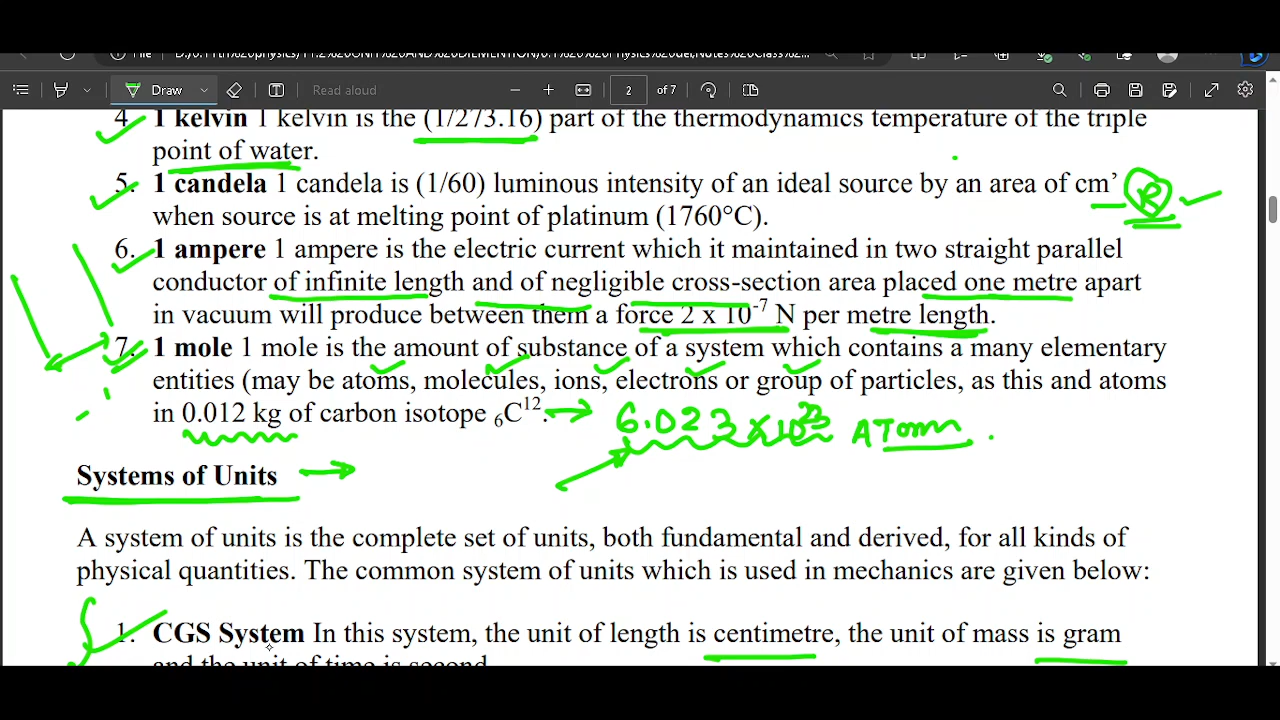 Draw
Read aloud
2 of 7
4. 1 kelvin 1 kelvin is the (1/273.16) part of the thermodynamics temperature of the triple
point of water.
5. 1 candela 1 candela is (1/60) luminous intensity of an ideal source by an area of cm’ R
when source is at melting point of platinum (1760°C).
6. 1 ampere 1 ampere is the electric current which it maintained in two straight parallel
conductor of infinite length and of negligible cross-section area placed one metre apart
in vacuum will produce between them a force 2 x 10⁻⁷ N per metre length.
7. 1 mole 1 mole is the amount of substance of a system which contains a many elementary
entities (may be atoms, molecules, ions, electrons or group of particles, as this and atoms
in 0.012 kg of carbon isotope ₆C¹². → 6.023 x 10²³ ATOms.
Systems of Units →
A system of units is the complete set of units, both fundamental and derived, for all kinds of
physical quantities. The common system of units which is used in mechanics are given below:
1. CGS System In this system, the unit of length is centimetre, the unit of mass is gram
and the unit of time is second